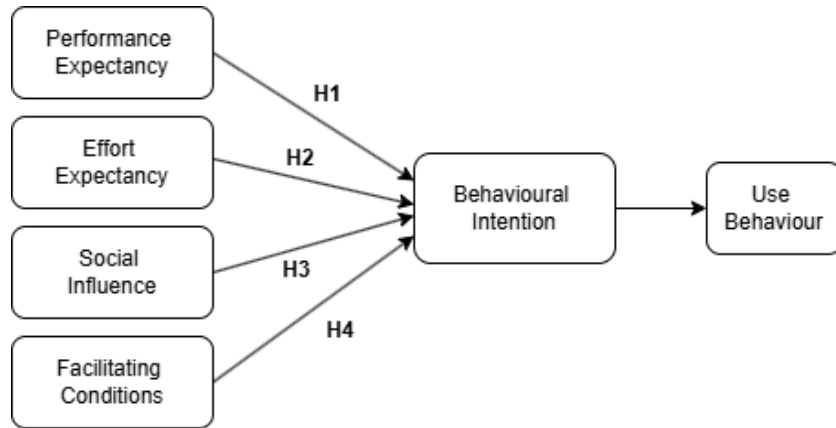 Performance
Expectancy
H1
Effort
Expectancy
H2
Behavioural
Intention
Use
Behaviour
Social
Influence
H3
H4
Facilitating
Conditions